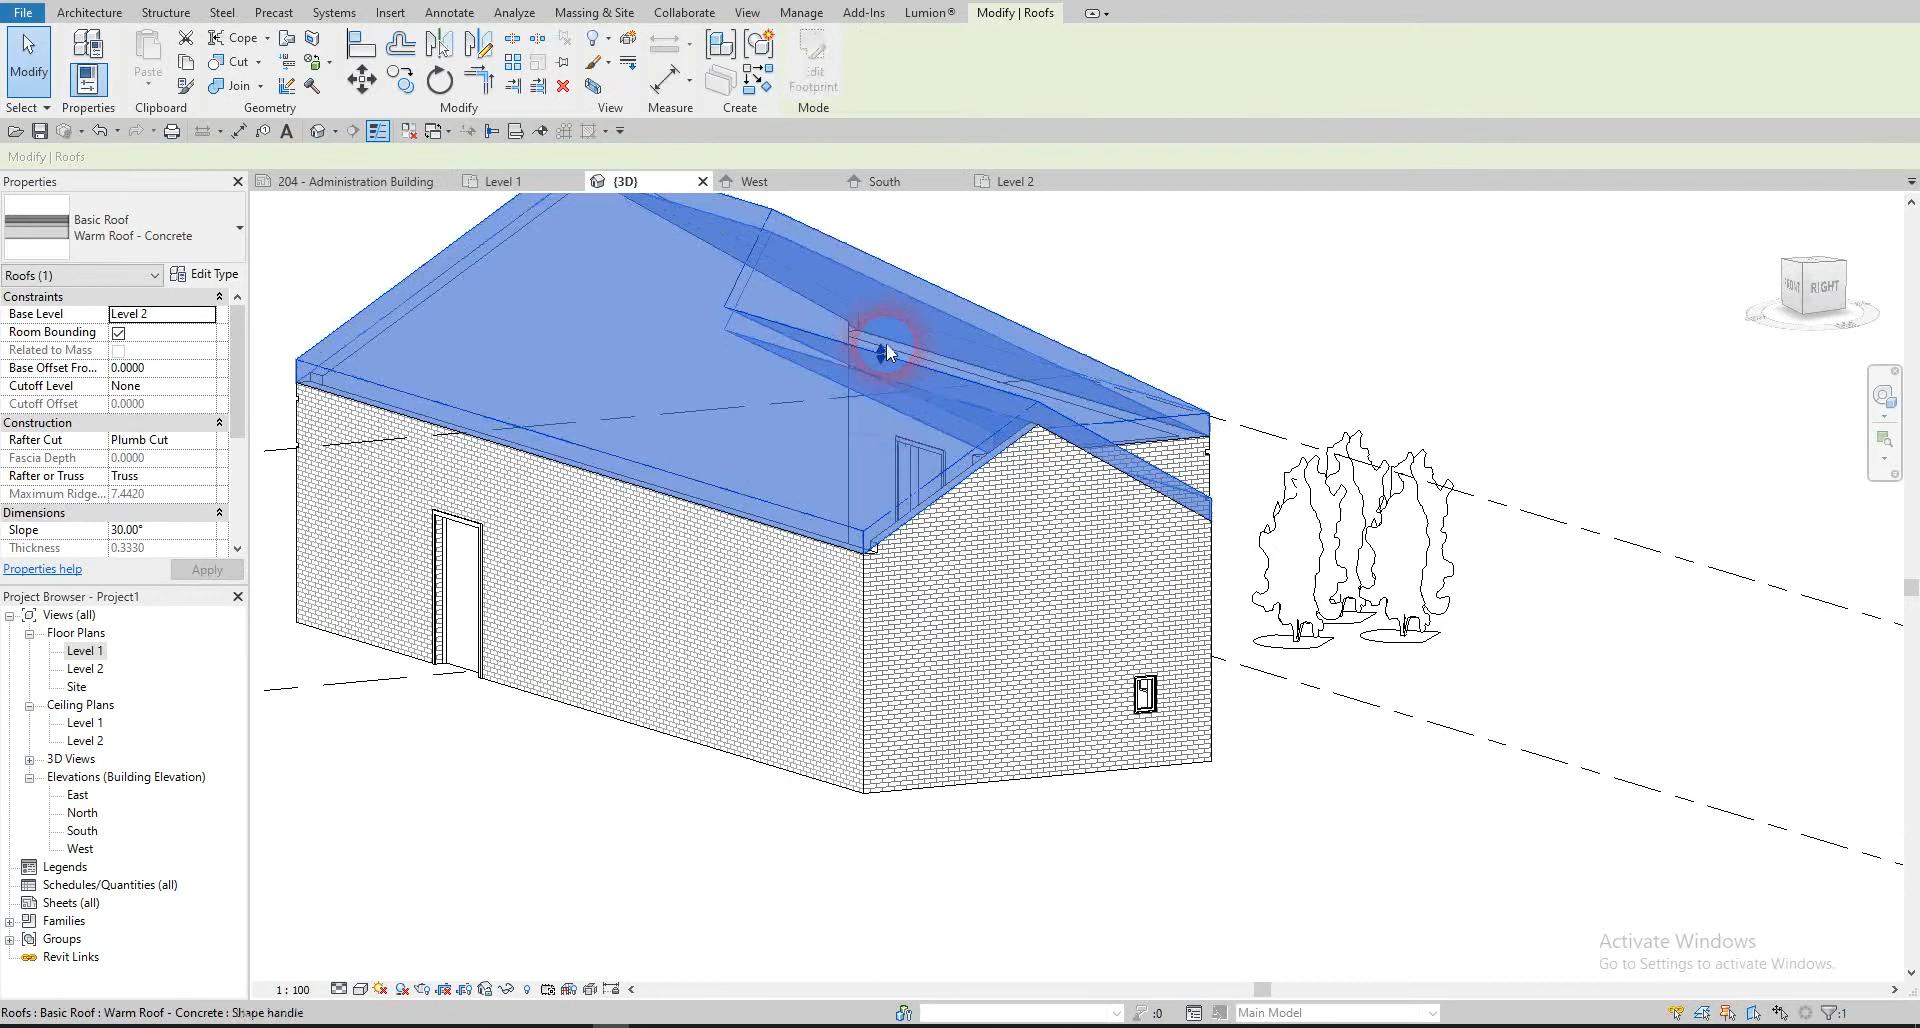 File Architecture Structure Steel Precast Systems Insert Annotate Analyze Massing & Site Collaborate View Manage Add-Ins Lumion® Modify | Roofs
Modify Paste Cope Cut Join Edit Footprint
Select Properties Clipboard Geometry Modify View Measure Create Mode
Modify | Roofs
Properties
204 - Administration Building Level 1 {3D} West South Level 2
Basic Roof
Warm Roof - Concrete
Roofs (1) Edit Type
Constraints
Base Level Level 2
Room Bounding
Related to Mass
Base Offset Fro... 0.0000
Cutoff Level None
Cutoff Offset 0.0000
Construction
Rafter Cut Plumb Cut
Fascia Depth 0.0000
Rafter or Truss Truss
Maximum Ridge... 7.4420
Dimensions
Slope 30.00°
Thickness 0.3330
Properties help Apply
Project Browser - Project1
Views (all)
Floor Plans
Level 1
Level 2
Site
Ceiling Plans
Level 1
Level 2
3D Views
Elevations (Building Elevation)
East
North
South
West
Legends
Schedules/Quantities (all)
Sheets (all)
Families
Groups
Revit Links
FRONT RIGHT
Activate Windows
Go to Settings to activate Windows.
1 : 100
Roofs : Basic Roof : Warm Roof - Concrete : Shape handle
:0 Main Model :1